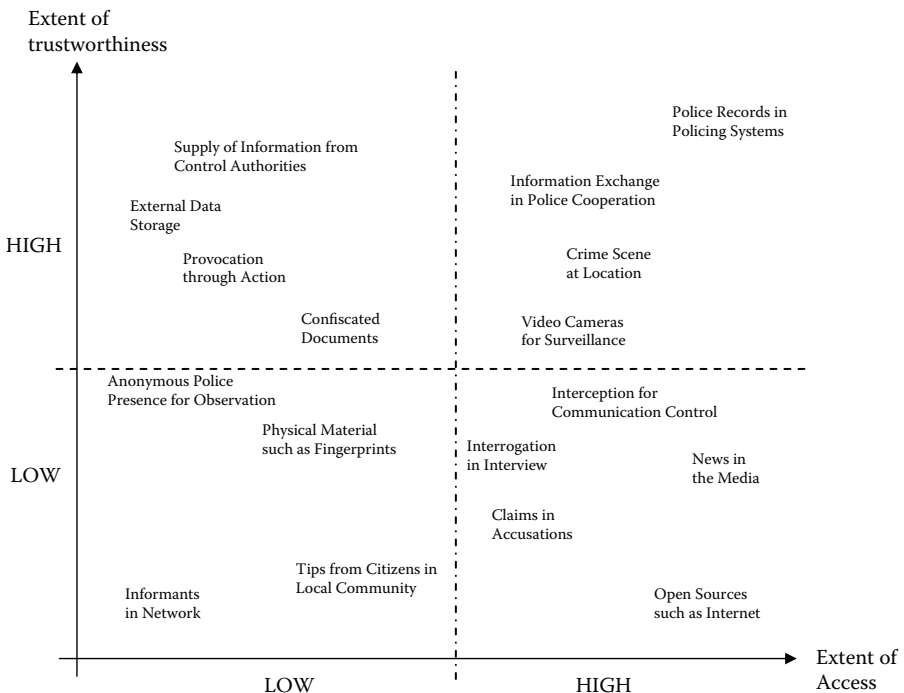 Extent of
trustworthiness
Police Records in
Policing Systems
Supply of Information from
Control Authorities
Information Exchange
in Police Cooperation
External Data
Storage
HIGH
Provocation
through Action
Crime Scene
at Location
Confiscated
Documents
Video Cameras
for Surveillance
Anonymous Police
Presence for Observation
Interception for
Communication Control
Physical Material
such as Fingerprints
Interrogation
in Interview
News in
the Media
LOW
Claims in
Accusations
Tips from Citizens in
Local Community
Informants
in Network
Open Sources
such as Internet
Extent of
Access
LOW
HIGH